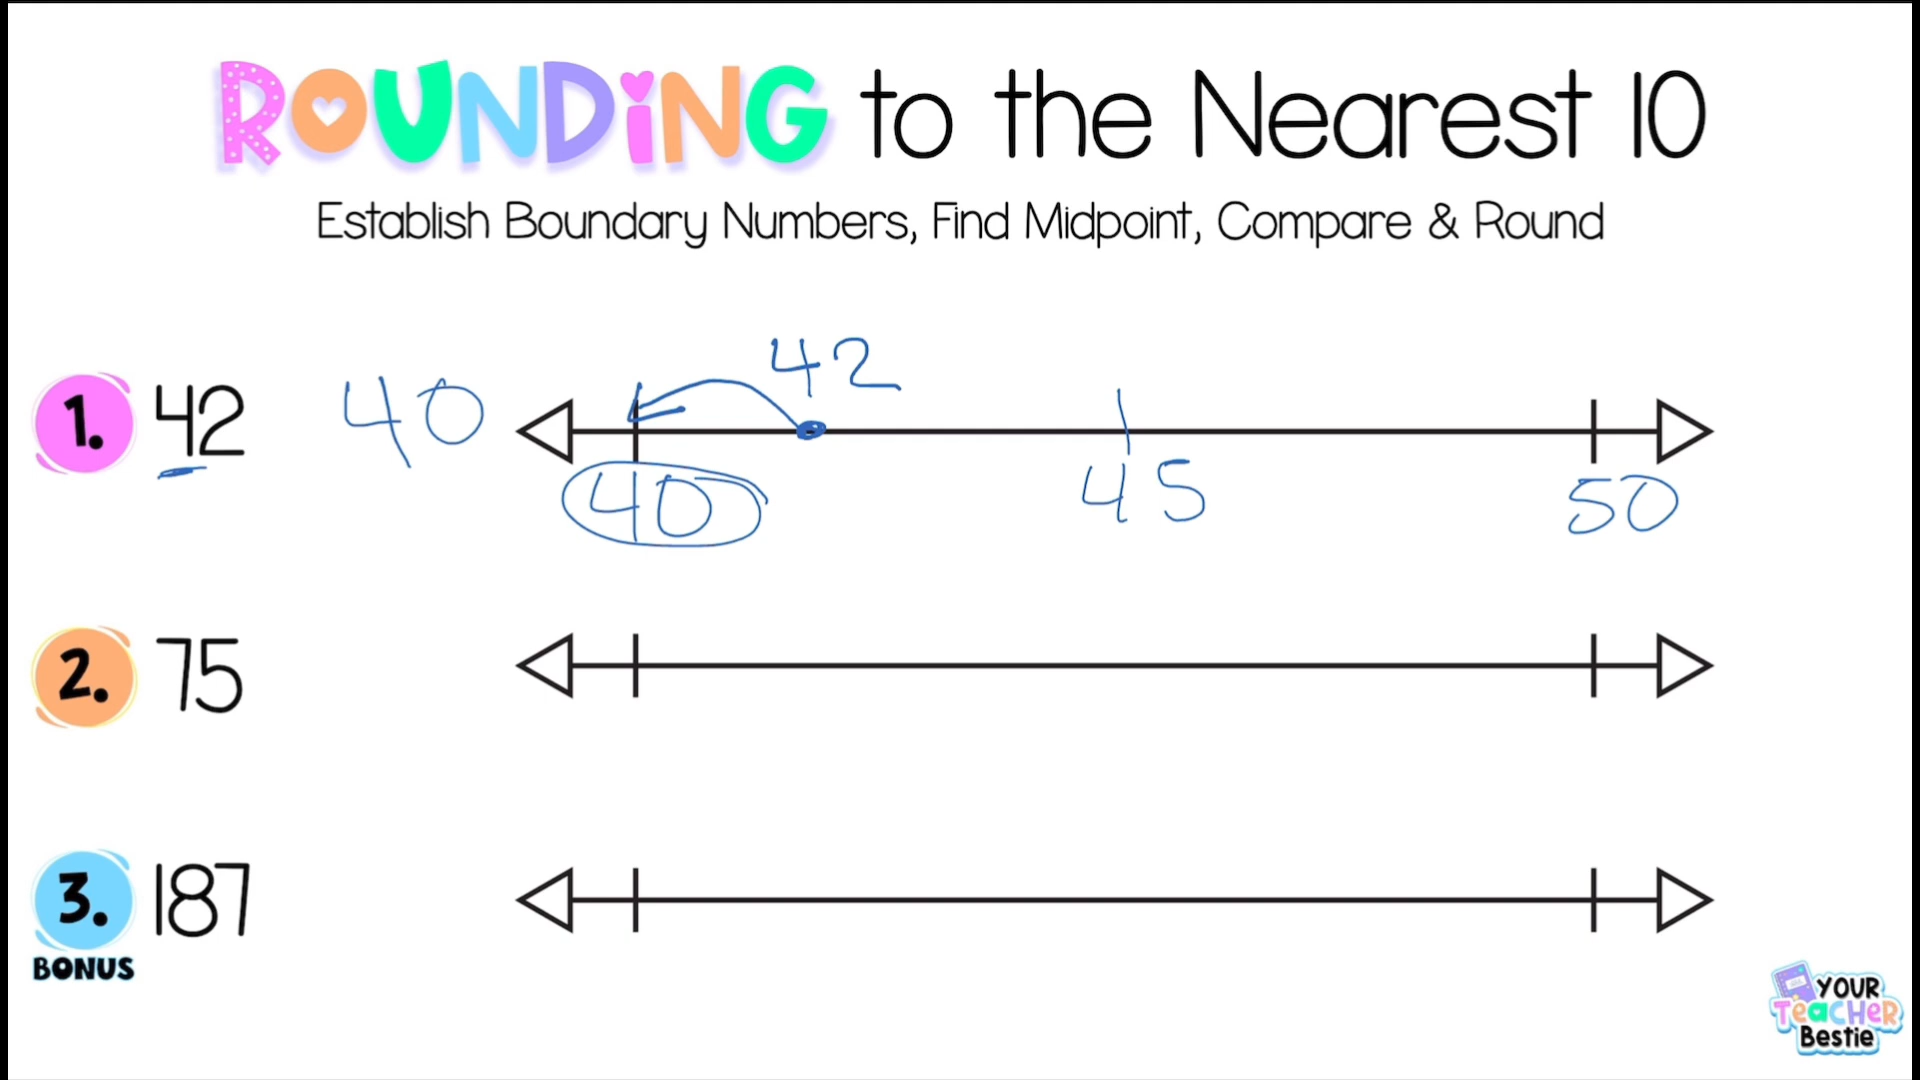 ROUNDiNG to the Nearest 10
Establish Boundary Numbers, Find Midpoint, Compare & Round
42
1. 42 40
40 45 50
2. 75
3. 187
BONUS
YOUR
TeaCHeR
Bestie